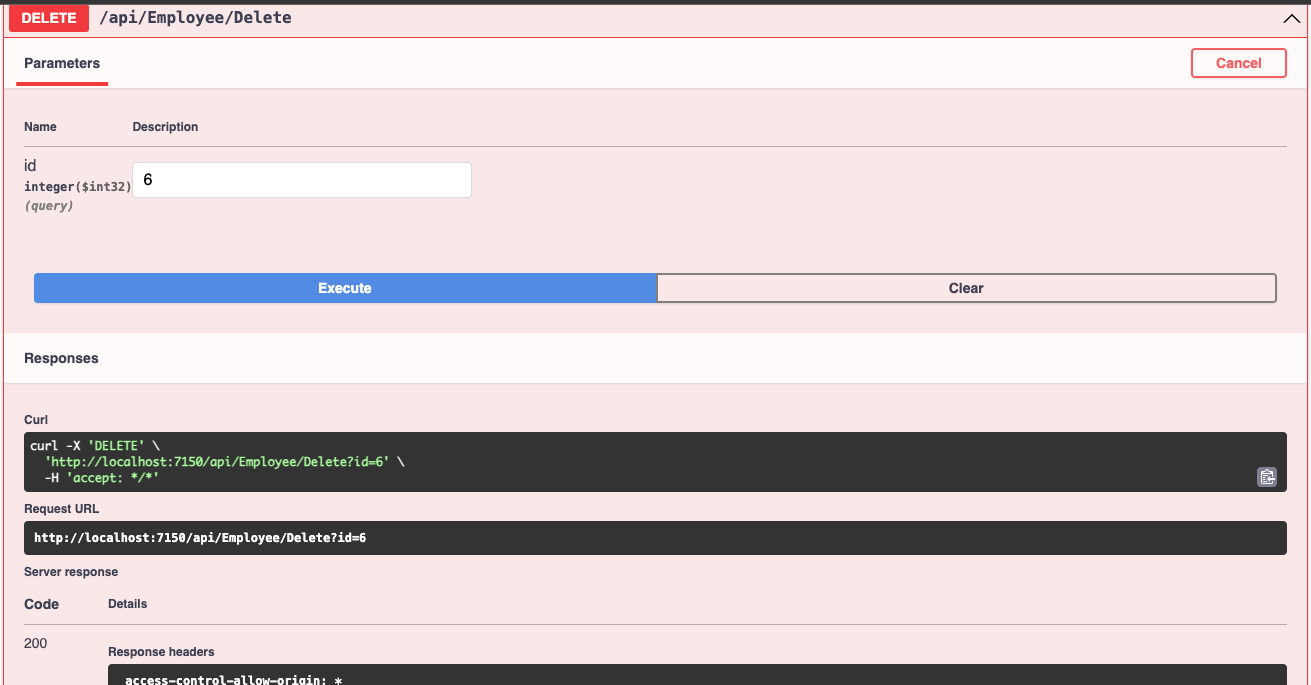 DELETE /api/Employee/Delete
Parameters
Cancel
Name Description
id
integer($int32)
(query)
6
Execute
Clear
Responses
Curl
curl -X 'DELETE' \
'http://localhost:7150/api/Employee/Delete?id=6' \
-H 'accept: */*'
Request URL
http://localhost:7150/api/Employee/Delete?id=6
Server response
Code Details
200
Response headers
access-control-allow-origin: *